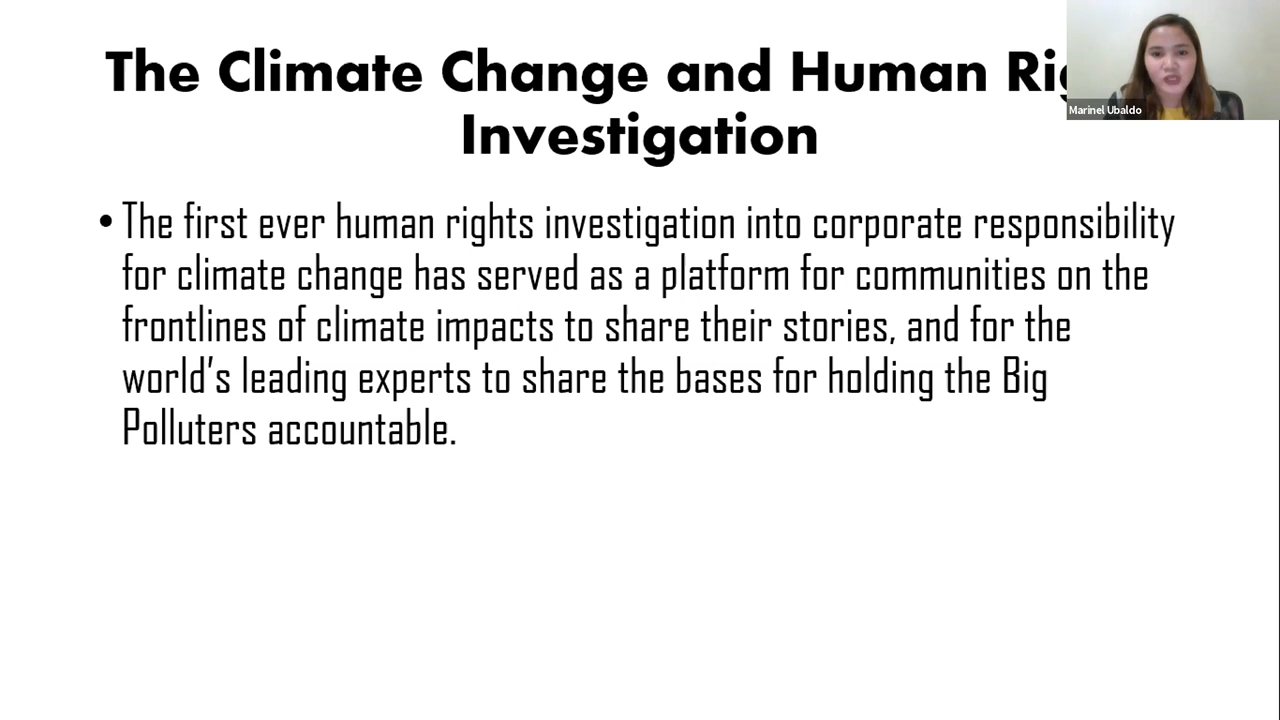 The Climate Change and Human
Investigation
• The first ever human rights investigation into corporate responsibility
for climate change has served as a platform for communities on the
frontlines of climate impacts to share their stories, and for the
world's leading experts to share the bases for holding the Big
Polluters accountable.
Marinel Ubaldo